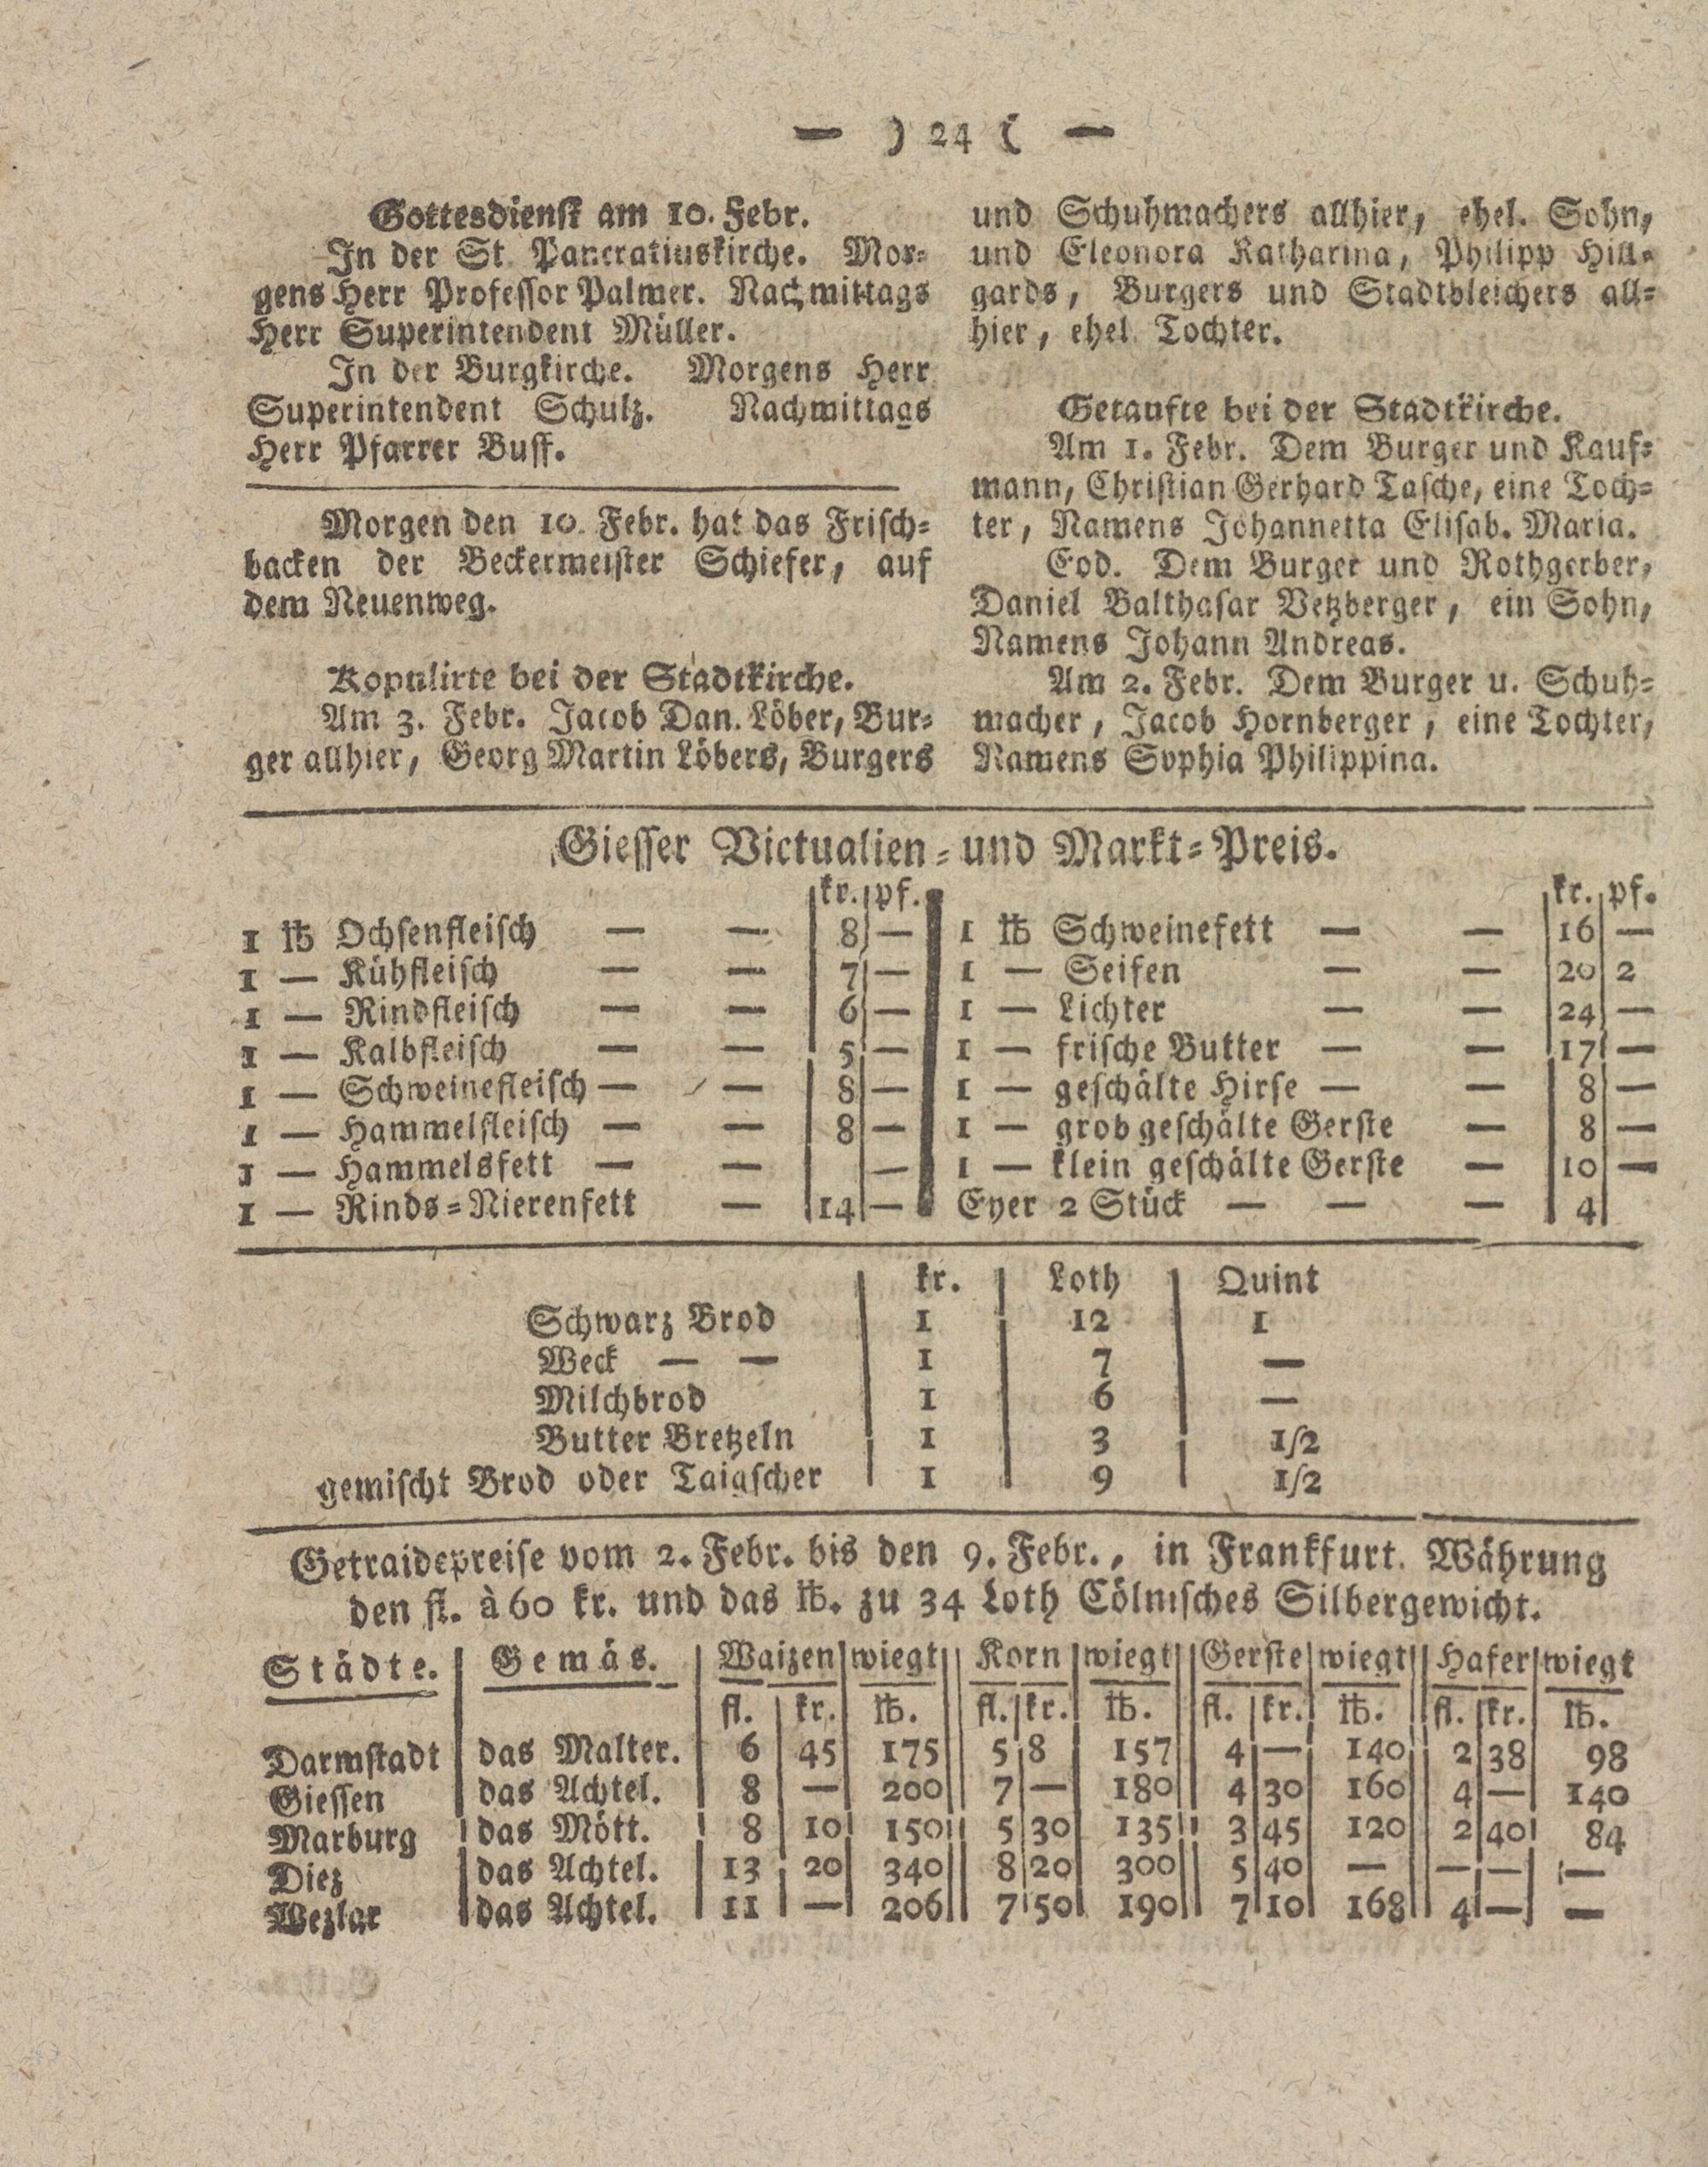 — ) 24 ( —
Gottesdienst am 10. Febr.
In der St. Pancratiuskirche. Mor⸗
gens Herr Professor Palmer. Nachmittags
Herr Superintendent Müller.
In der Burgkirche. Morgens Herr
Superintendent Schulz. Nachmittags
Herr Pfarrer Buff.
Morgen den 10 Febr. hat das Frisch⸗
backen der Beckermeister Schiefer, auf
dem Neuenweg.
Kopulirte bei der Stadtkirche.
Am 3. Febr. Jacob Dan. Löber, Bur⸗
ger allhier, Georg Martin Löbers, Burgers
und Schuhmachers allhier, ehel. Sohn,
und Eleonora Katharina, Philipp Hill⸗
gards, Burgers und Stadtbleichers all⸗
hier, ehel. Tochter.
Getaufte bei der Stadtkirche.
Am 1. Febr. Dem Burger und Kauf⸗
mann, Christian Gerhard Tasche, eine Toch⸗
ter, Namens Johannetta Elisab. Maria.
Eod. Dem Burger und Rothgerber,
Daniel Balthasar Vetzberger, ein Sohn,
Namens Johann Andreas.
Am 2. Febr. Dem Burger u. Schuh⸗
macher, Jacob Hornberger, eine Tochter,
Namens Sophia Philippina.
Giesser Victualien⸗ und Markt⸗Preis.
kr. pf.
1 ℔ Ochsenfleisch — — 8 —
1 — Kühfleisch — — 7 —
1 — Rindfleisch — — 6 —
1 — Kalbfleisch — — 5 —
1 — Schweinefleisch — — 8 —
1 — Hammelfleisch — — 8 —
1 — Hammelsfett — — —
1 — Rinds⸗Nierenfett — 14 —
kr. pf.
1 ℔ Schweinefett — — 16 —
1 — Seifen — — 20 2
1 — Lichter — — 24 —
1 — frische Butter — — 17 —
1 — geschälte Hirse — — 8 —
1 — grob geschälte Gerste — 8 —
1 — klein geschälte Gerste — 10 —
Eyer 2 Stück — — — 4
kr. Loth Quint
Schwarz Brod 1 12 1
Weck — — 1 7 —
Milchbrod 1 6 —
Butter Bretzeln 1 3 1/2
gemischt Brod oder Taigscher 1 9 1/2
Getraidepreise vom 2. Febr. bis den 9. Febr., in Frankfurt. Währung
den fl. à 60 kr. und das ℔. zu 34 Loth Cölnisches Silbergewicht.
Städte. Gemäs. Waizen wiegt Korn wiegt Gerste wiegt Hafer wiegt
fl. kr. ℔. fl. kr. ℔. fl. kr. ℔. fl. kr. ℔.
Darmstadt das Malter. 6 45 175 5 8 157 4 — 140 2 38 98
Giessen das Achtel. 8 — 200 7 — 180 4 30 160 4 — 140
Marburg das Mött. 8 10 150 5 30 135 3 45 120 2 40 84
Diez das Achtel. 13 20 340 8 20 300 5 40 — — — —
Wezlar das Achtel. 11 — 206 7 50 190 7 10 168 4 — —